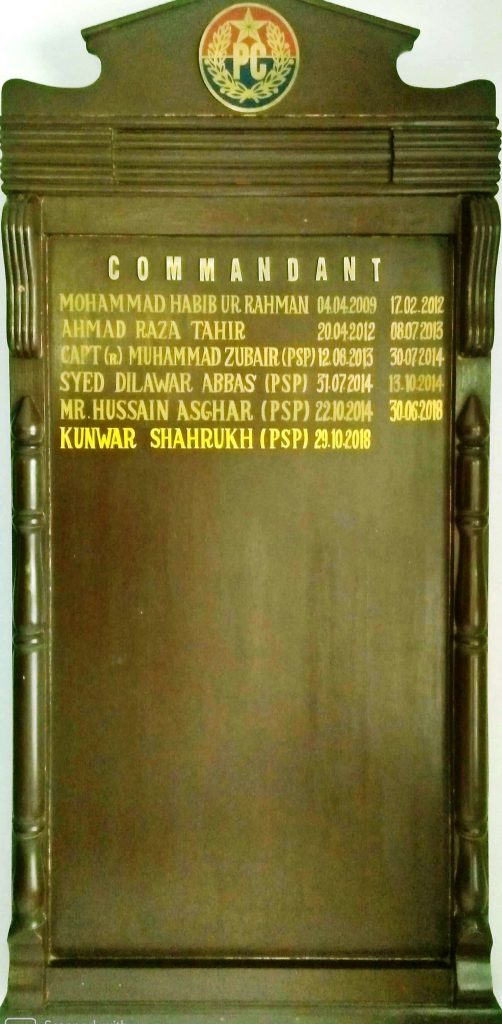 PC
COMMANDANT
MOHAMMAD HABIB UR RAHMAN 04.04.2009 17.02.2012
AHMAD RAZA TAHIR 20.04.2012 08.07.2013
CAPT (R) MUHAMMAD ZUBAIR (PSP) 12.08.2013 30.07.2014
SYED DILAWAR ABBAS (PSP) 31.07.2014 13.10.2014
MR. HUSSAIN ASGHAR (PSP) 22.10.2014 30.06.2018
KUNWAR SHAHRUKH (PSP) 29.10.2018